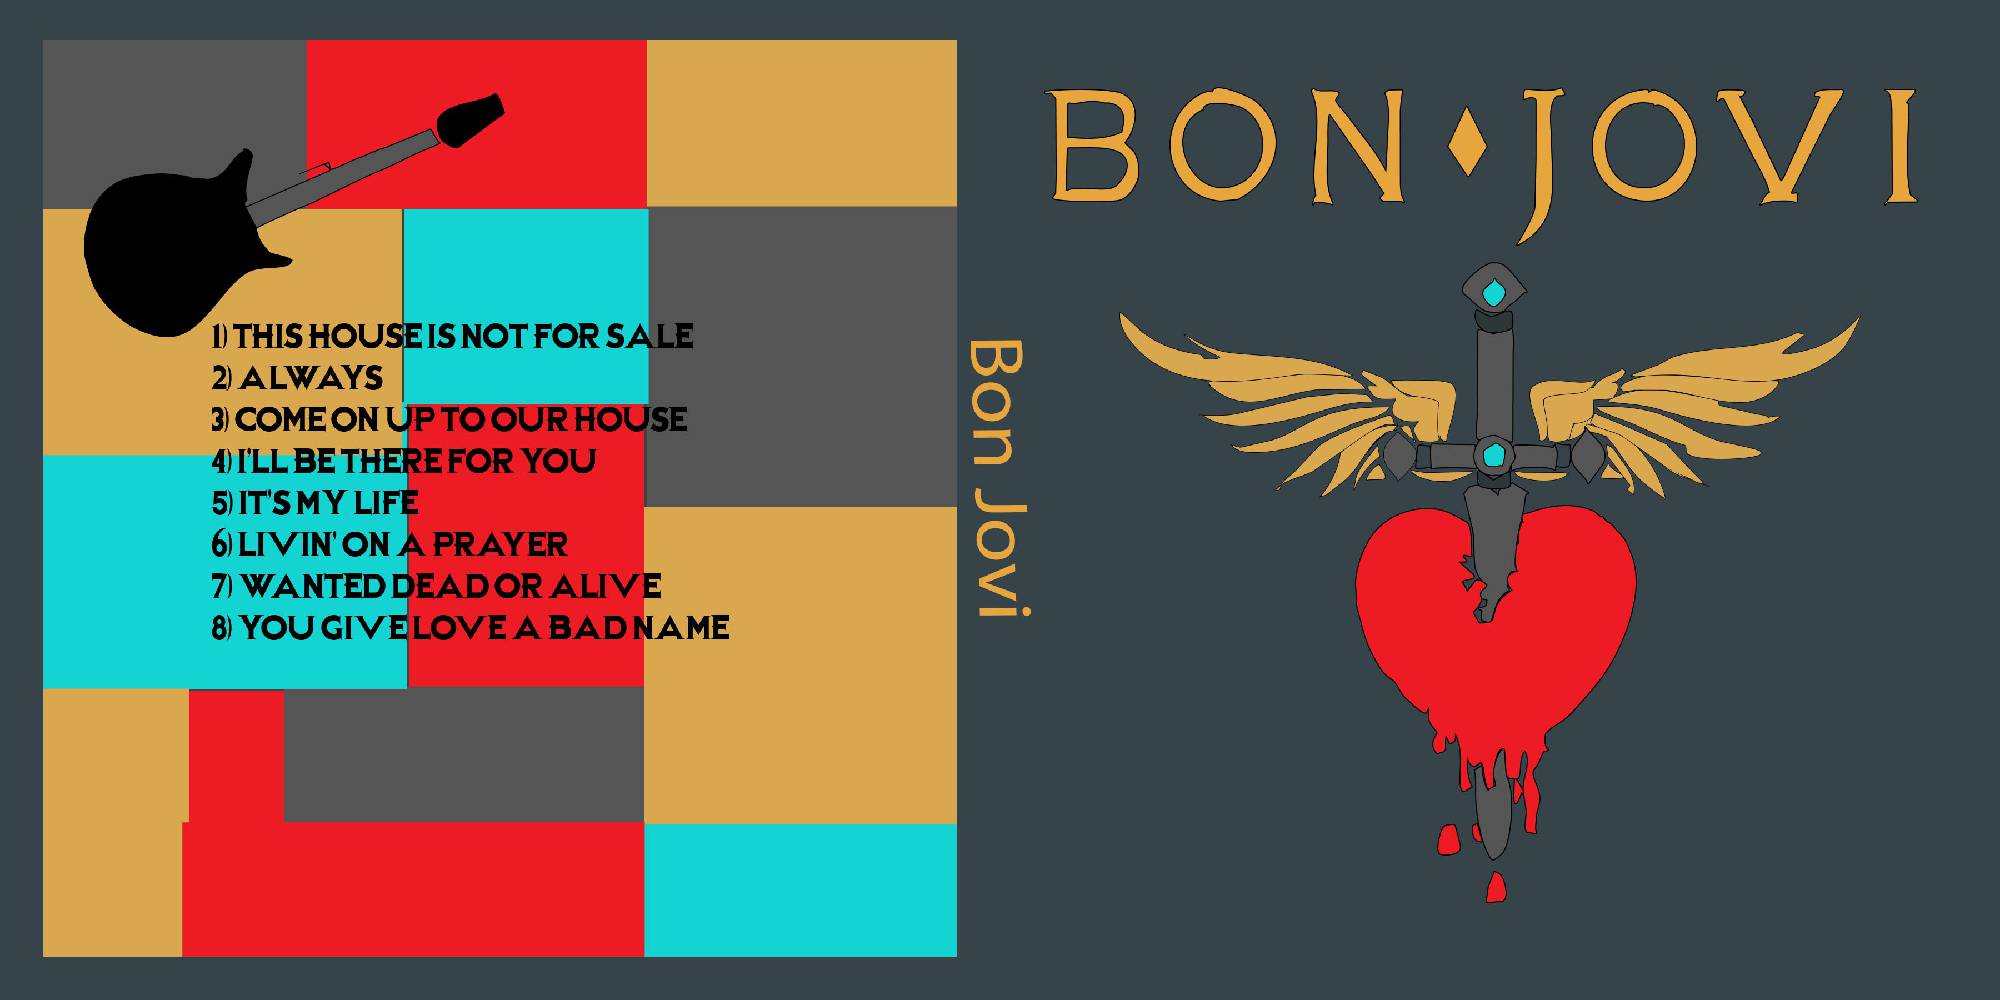 1) THIS HOUSE IS NOT FOR SALE
2) ALWAYS
3) COME ON UP TO OUR HOUSE
4) I'LL BE THERE FOR YOU
5) IT'S MY LIFE
6) LIVIN' ON A PRAYER
7) WANTED DEAD OR ALIVE
8) YOU GIVE LOVE A BAD NAME
Bon Jovi
BON♦JOVI